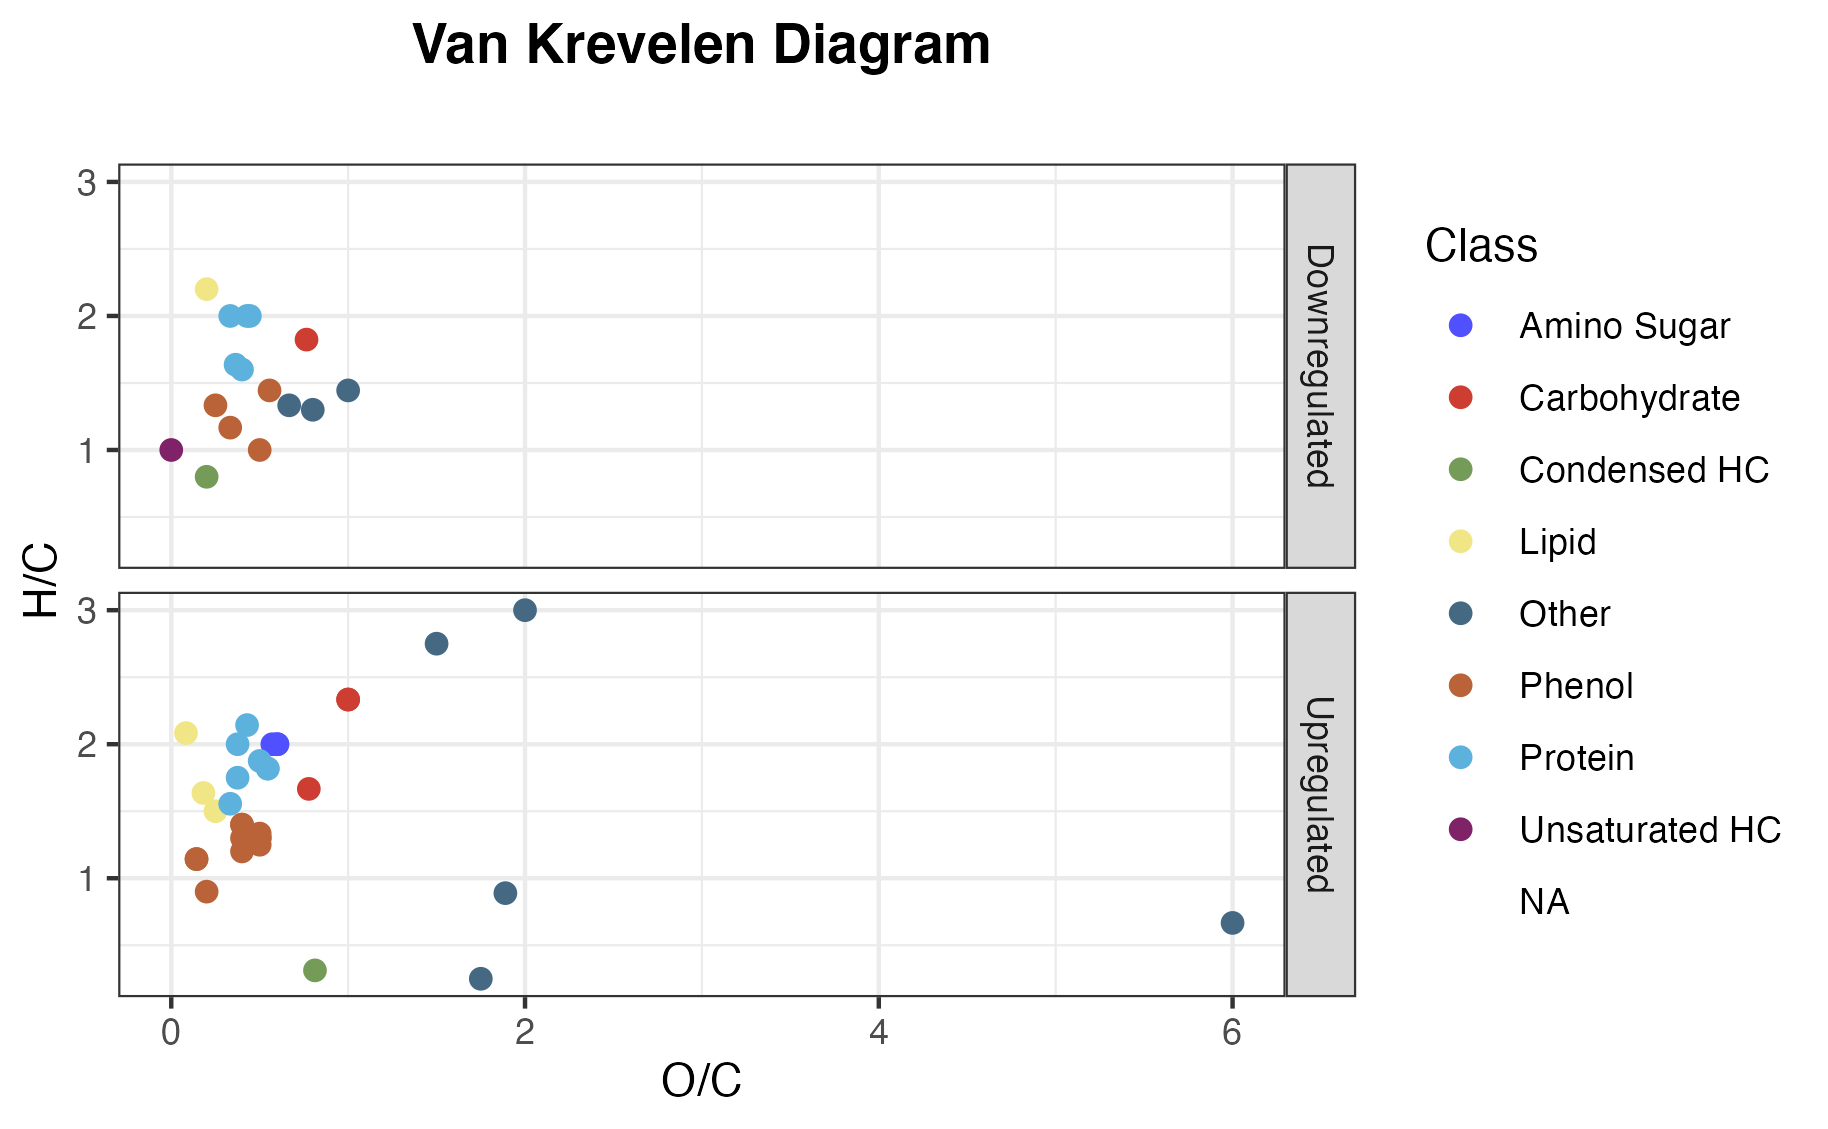 Van Krevelen Diagram
3
2
1
Downregulated
H/C
3
2
1
Upregulated
0
2
4
6
O/C
Class
Amino Sugar
Carbohydrate
Condensed HC
Lipid
Other
Phenol
Protein
Unsaturated HC
NA